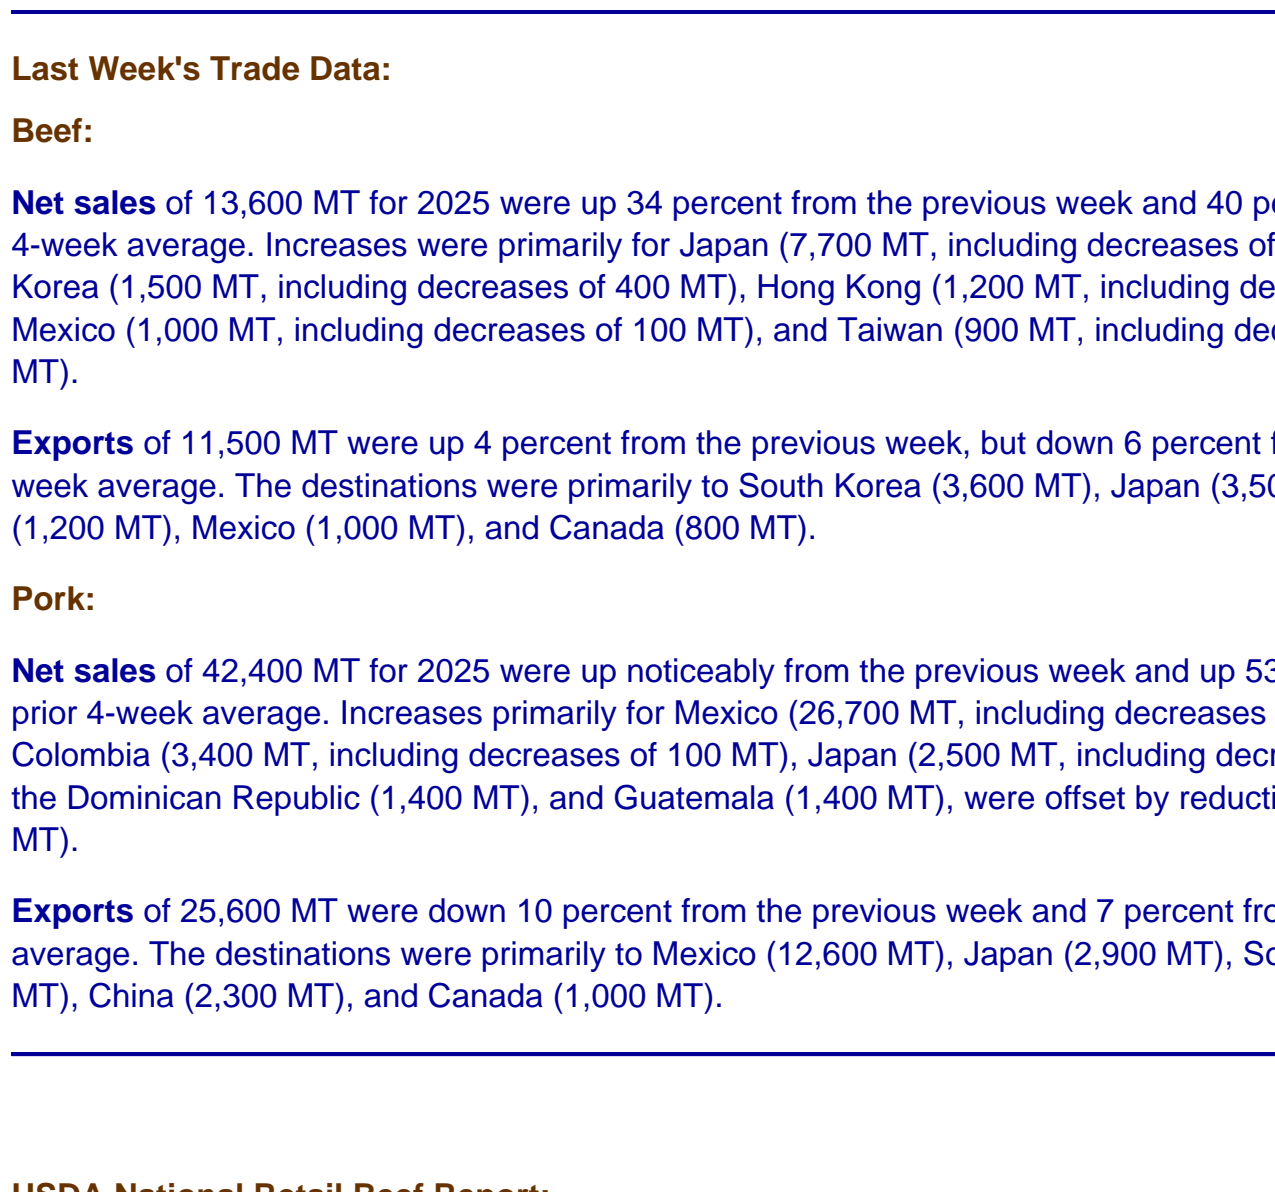 Last Week's Trade Data:
Beef:
Net sales of 13,600 MT for 2025 were up 34 percent from the previous week and 40
4-week average. Increases were primarily for Japan (7,700 MT, including decreases of
Korea (1,500 MT, including decreases of 400 MT), Hong Kong (1,200 MT, including
Mexico (1,000 MT, including decreases of 100 MT), and Taiwan (900 MT, including
MT).
Exports of 11,500 MT were up 4 percent from the previous week, but down 6 percent
week average. The destinations were primarily to South Korea (3,600 MT), Japan
(1,200 MT), Mexico (1,000 MT), and Canada (800 MT).
Pork:
Net sales of 42,400 MT for 2025 were up noticeably from the previous week and up 53
prior 4-week average. Increases primarily for Mexico (26,700 MT, including decreases
Colombia (3,400 MT, including decreases of 100 MT), Japan (2,500 MT, including
the Dominican Republic (1,400 MT), and Guatemala (1,400 MT), were offset by
MT).
Exports of 25,600 MT were down 10 percent from the previous week and 7 percent
average. The destinations were primarily to Mexico (12,600 MT), Japan (2,900 MT),
MT), China (2,300 MT), and Canada (1,000 MT).
USDA National Retail Beef Report: